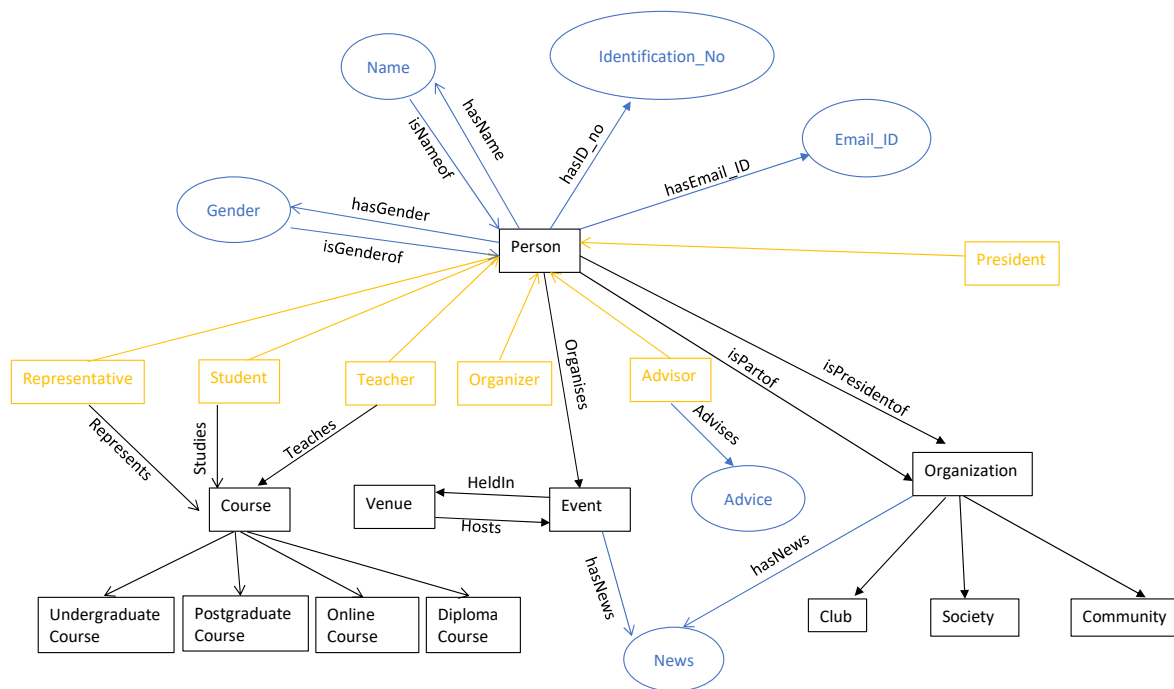 Name
Identification_No
hasName
isNameof
hasID_no
Email_ID
hasEmail_ID
Gender
hasGender
isGenderof
Person
President
Representative
Student
Teacher
Organizer
Organises
Advisor
isPartof
isPresidentof
Represents
Studies
Teaches
Advises
Course
Venue
HeldIn
Hosts
Event
Advice
Organization
hasNews
hasNews
Undergraduate
Course
Postgraduate
Course
Online
Course
Diploma
Course
News
Club
Society
Community